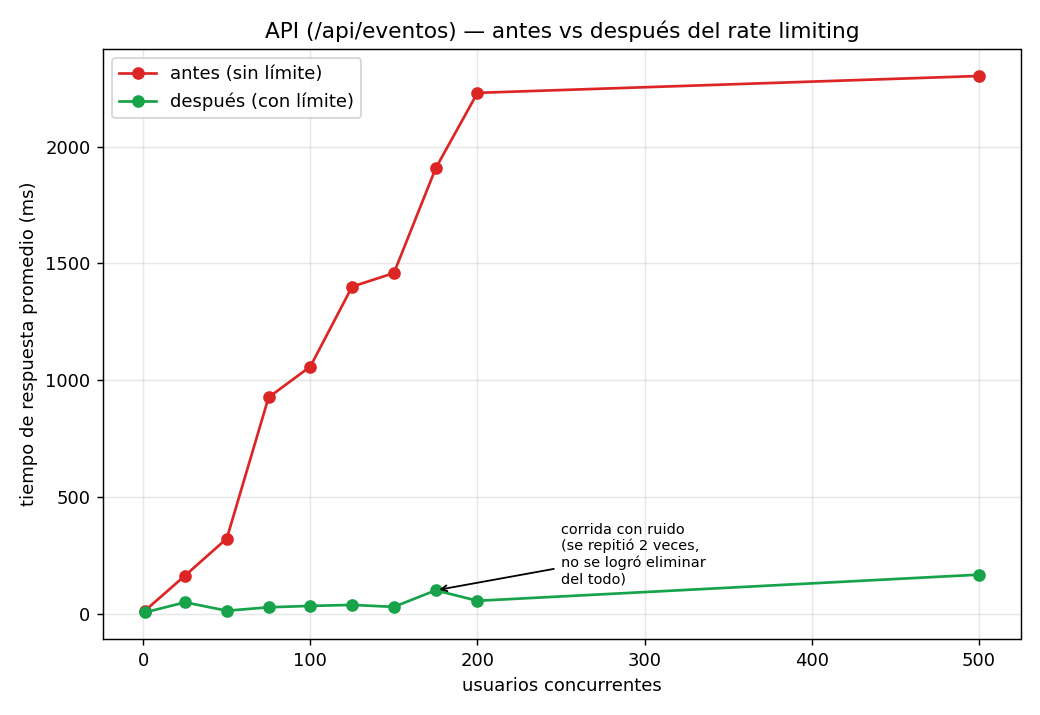 API (/api/eventos) — antes vs después del rate limiting
antes (sin límite)
después (con límite)
tiempo de respuesta promedio (ms)
2000
1500
1000
500
0
corrida con ruido
(se repitió 2 veces,
no se logró eliminar
del todo)
0 100 200 300 400 500
usuarios concurrentes